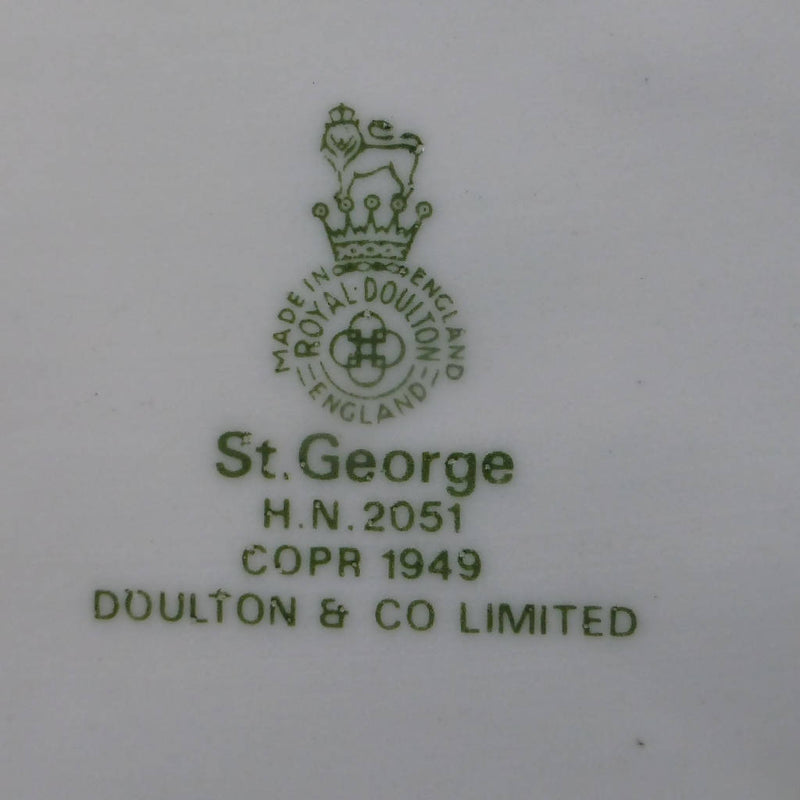 MADE IN ENGLAND
ROYAL·DOULTON
ENGLAND
St. George
H.N. 2051
COPR 1949
DOULTON & CO LIMITED